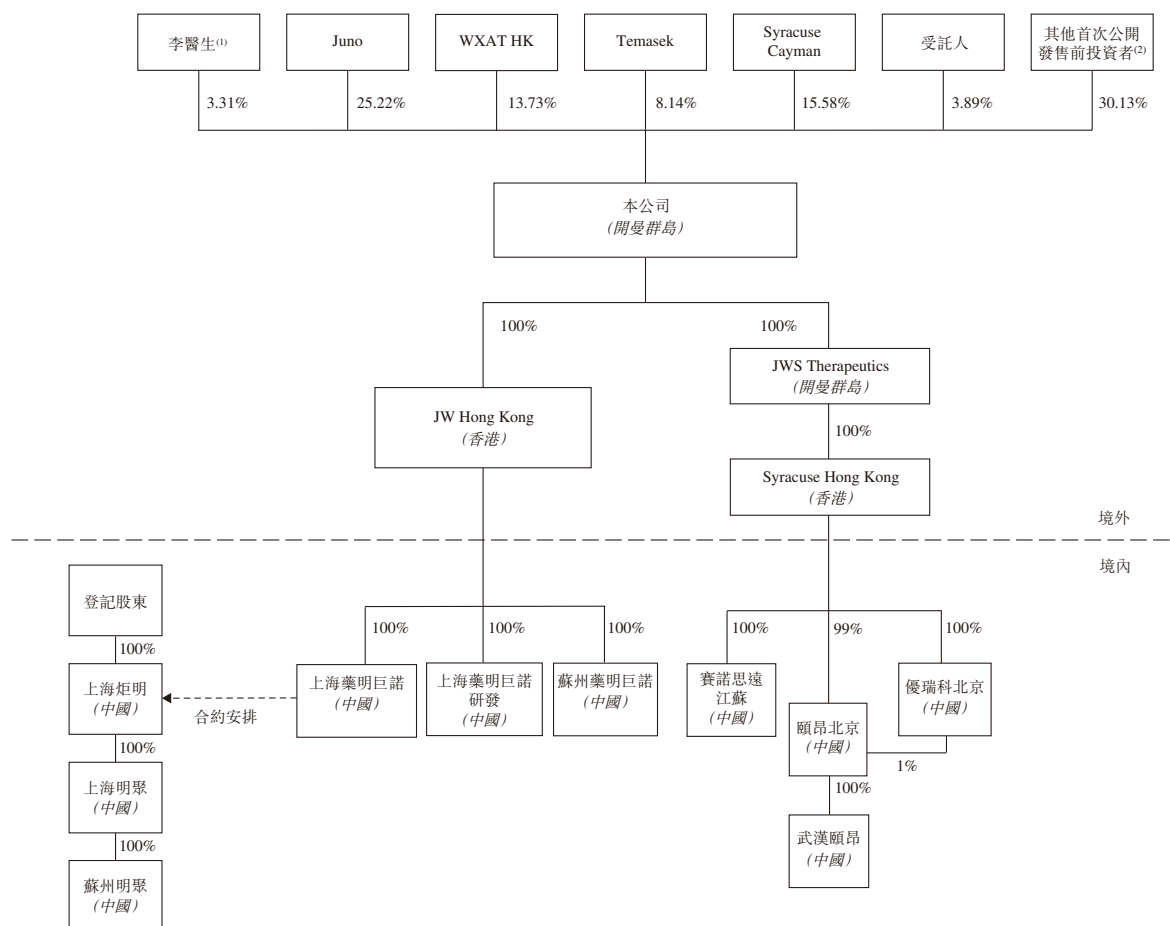 李醫生(1)
Juno
WXAT HK
Temasek
Syracuse
Cayman
受託人
其他首次公開
發售前投資者(2)
3.31%
25.22%
13.73%
8.14%
15.58%
3.89%
30.13%
本公司
(開曼群島)
100%
100%
JWS Therapeutics
(開曼群島)
JW Hong Kong
(香港)
100%
Syracuse Hong Kong
(香港)
境外
境內
登記股東
100%
100%
100%
100%
99%
100%
100%
上海炬明
(中國)
合約安排
上海藥明巨諾
(中國)
上海藥明巨諾
研發
(中國)
蘇州藥明巨諾
(中國)
賽諾思遠
江蘇
(中國)
頤昂北京
(中國)
優瑞科北京
(中國)
1%
100%
100%
上海明聚
(中國)
武漢頤昂
(中國)
100%
蘇州明聚
(中國)